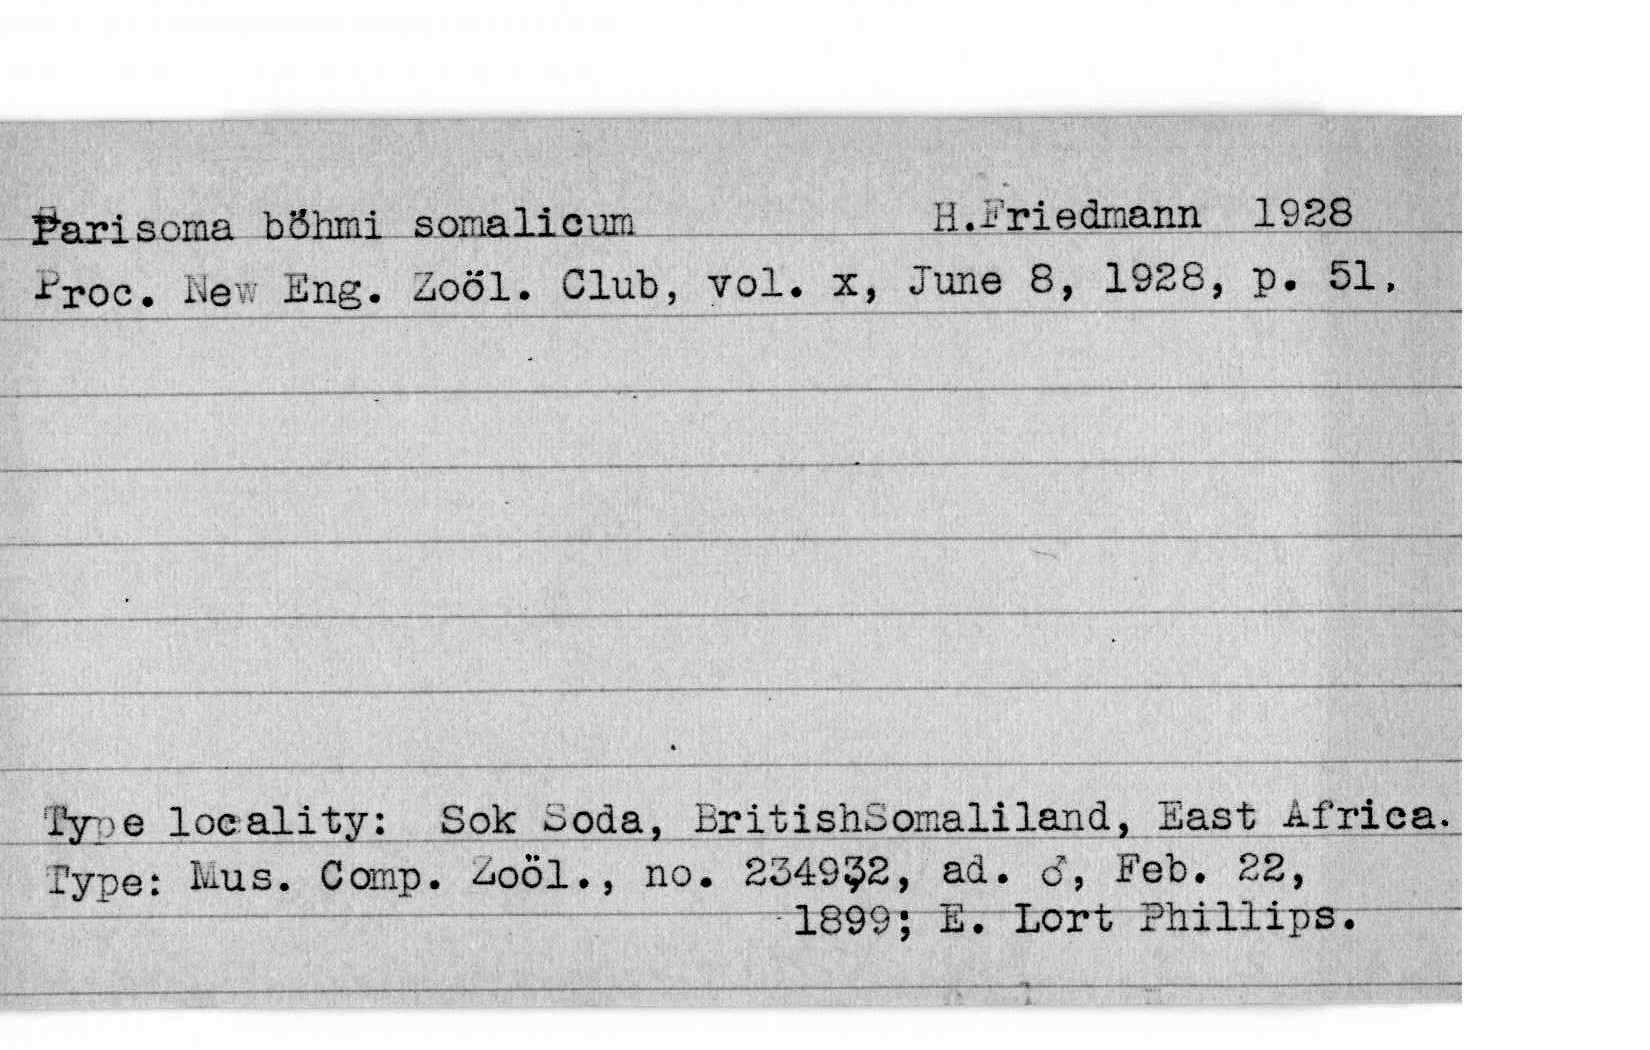 Parisoma böhmi somalicum H.Friedmann 1928
Proc. New Eng. Zoöl. Club, vol. x, June 8, 1928, p. 51.
Type locality: Sok Soda, BritishSomaliland, East Africa.
Type: Mus. Comp. Zoöl., no. 234932, ad. ♂, Feb. 22,
1899; E. Lort Phillips.